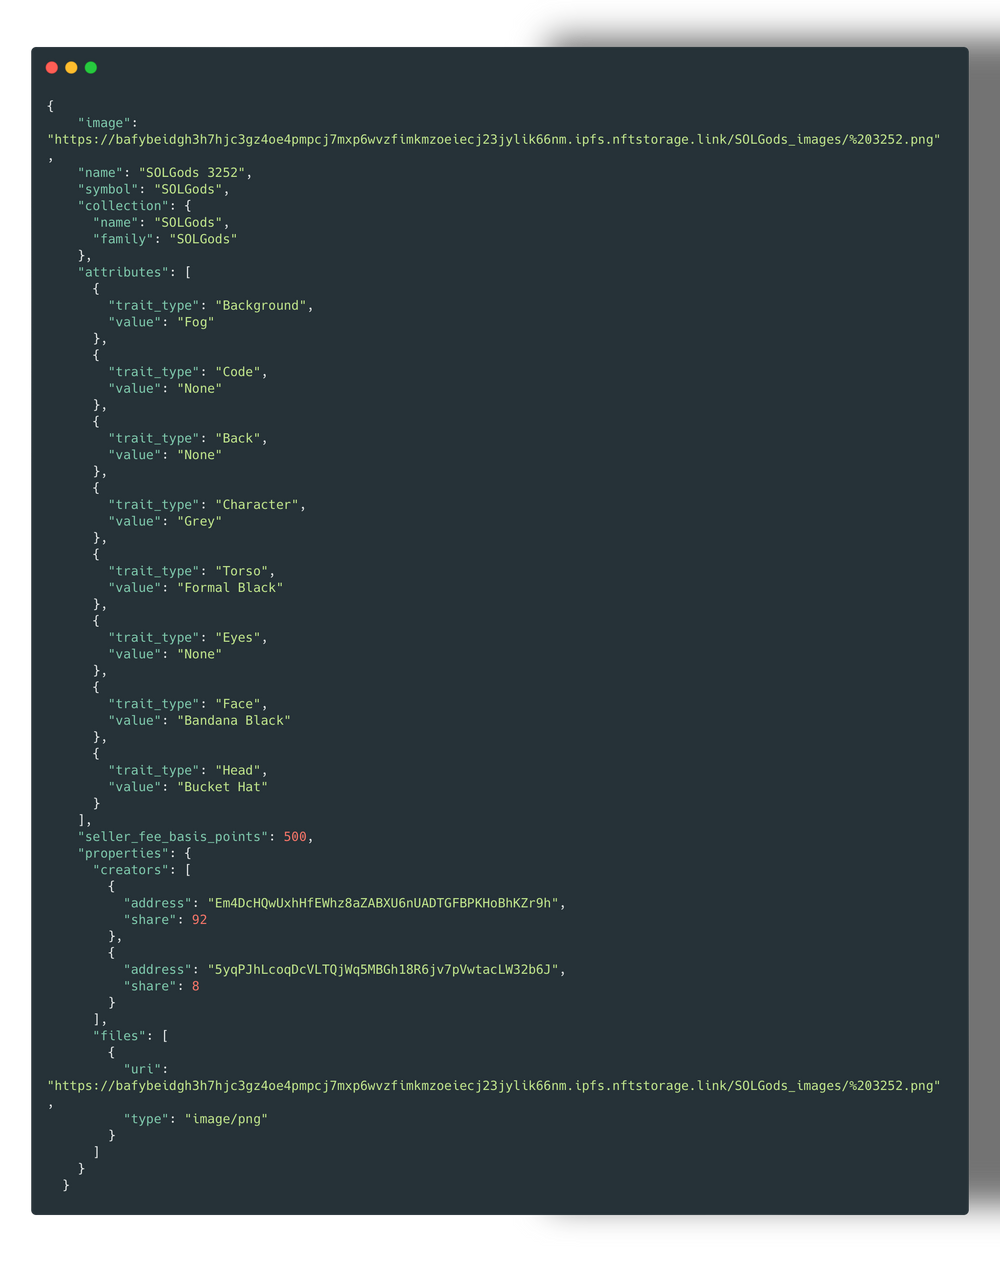 {
    "image":
"https://bafybeidgh3h7hjc3gz4oe4pmpcj7mxp6wvzfimkmzoeiecj23jylik66nm.ipfs.nftstorage.link/SOLGods_images/%203252.png"
,
    "name": "SOLGods 3252",
    "symbol": "SOLGods",
    "collection": {
      "name": "SOLGods",
      "family": "SOLGods"
    },
    "attributes": [
      {
        "trait_type": "Background",
        "value": "Fog"
      },
      {
        "trait_type": "Code",
        "value": "None"
      },
      {
        "trait_type": "Back",
        "value": "None"
      },
      {
        "trait_type": "Character",
        "value": "Grey"
      },
      {
        "trait_type": "Torso",
        "value": "Formal Black"
      },
      {
        "trait_type": "Eyes",
        "value": "None"
      },
      {
        "trait_type": "Face",
        "value": "Bandana Black"
      },
      {
        "trait_type": "Head",
        "value": "Bucket Hat"
      }
    ],
    "seller_fee_basis_points": 500,
    "properties": {
      "creators": [
        {
          "address": "Em4DcHQwUxhHfEWhz8aZABXU6nUADTGFBPKHoBhKZr9h",
          "share": 92
        },
        {
          "address": "5yqPJhLcoqDcVLTQjWq5MBGh18R6jv7pVwtacLW32b6J",
          "share": 8
        }
      ],
      "files": [
        {
          "uri":
"https://bafybeidgh3h7hjc3gz4oe4pmpcj7mxp6wvzfimkmzoeiecj23jylik66nm.ipfs.nftstorage.link/SOLGods_images/%203252.png"
,
          "type": "image/png"
        }
      ]
    }
  }